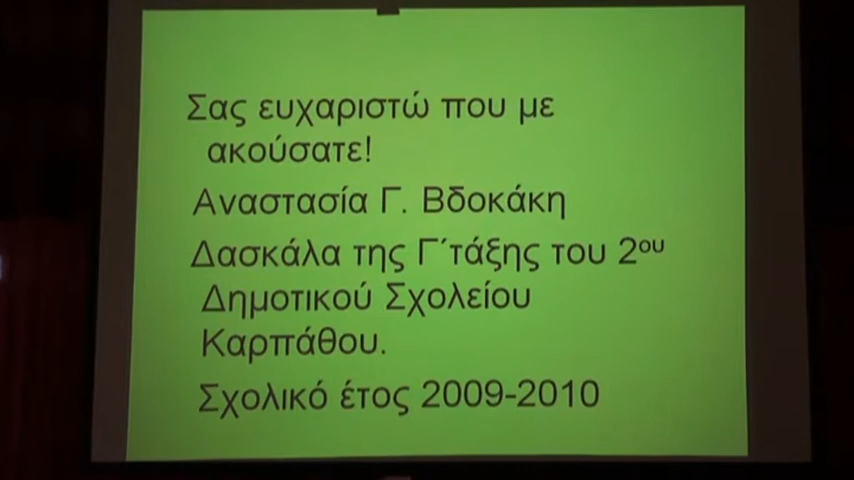 Σας ευχαριστώ που με
ακούσατε!
Αναστασία Γ. Βδοκάκη
Δασκάλα της Γ΄τάξης του 2ου
Δημοτικού Σχολείου
Καρπάθου.
Σχολικό έτος 2009-2010